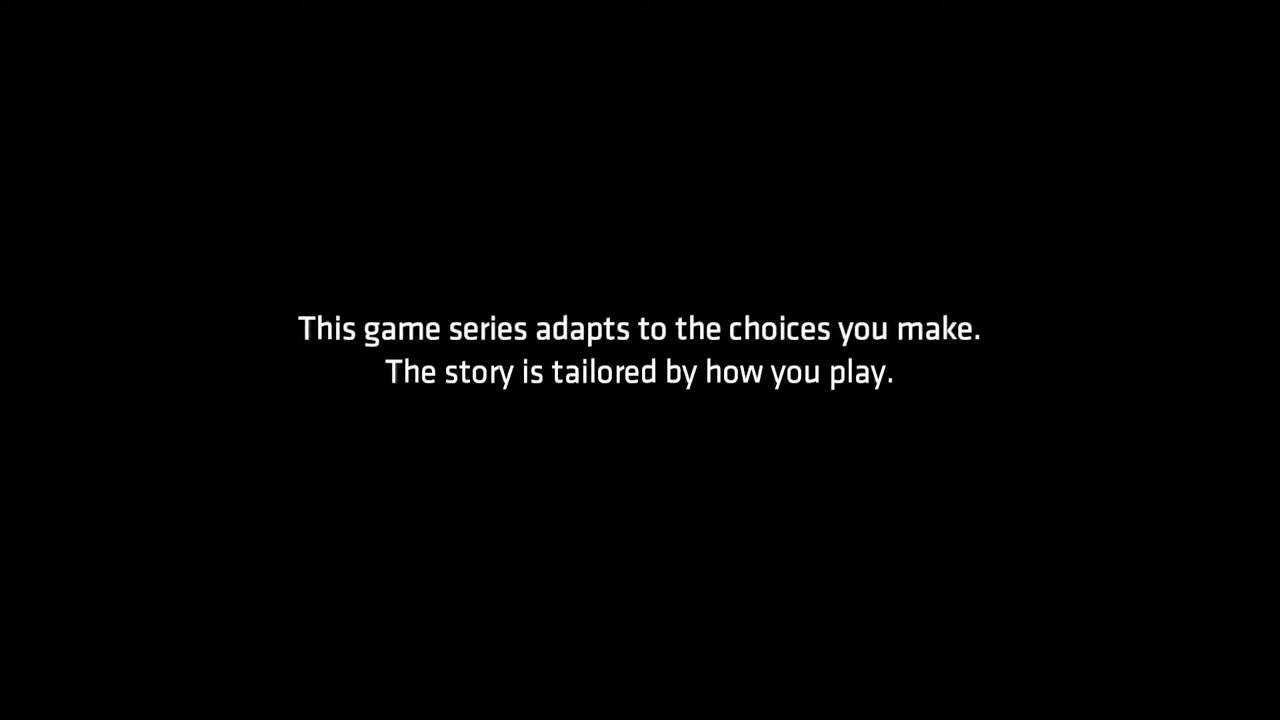 This game series adapts to the choices you make.
The story is tailored by how you play.